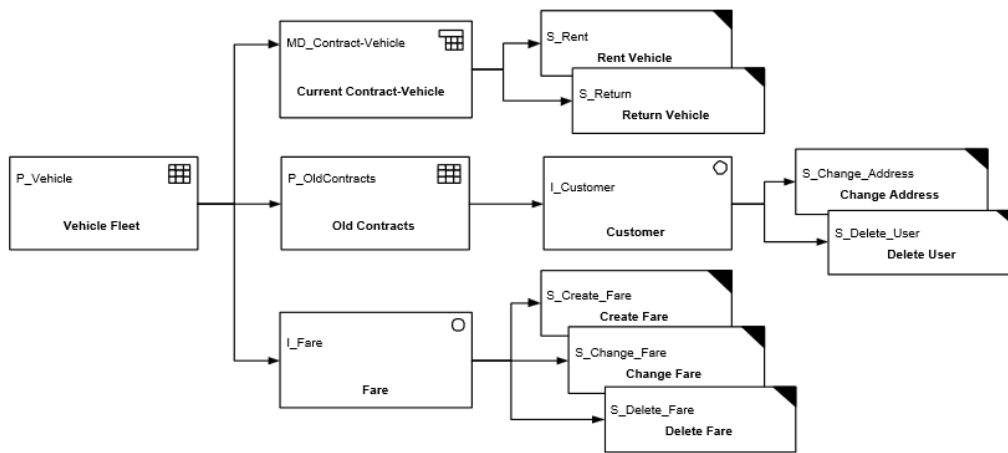 MD_Contract-Vehicle
Current Contract-Vehicle
S_Rent
Rent Vehicle
S_Return
Return Vehicle
P_Vehicle
Vehicle Fleet
P_OldContracts
Old Contracts
I_Customer
Customer
S_Change_Address
Change Address
S_Delete_User
Delete User
I_Fare
Fare
S_Create_Fare
Create Fare
S_Change_Fare
Change Fare
S_Delete_Fare
Delete Fare